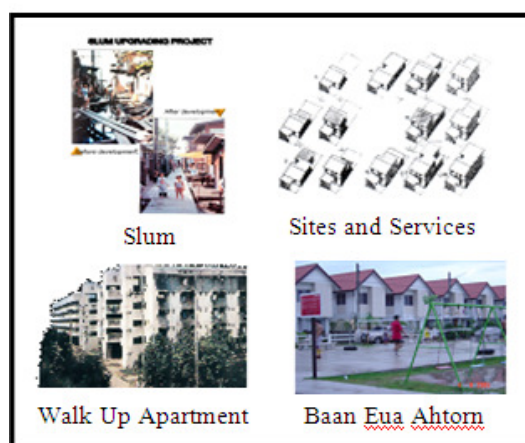 SLUM UPGRADING PROJECT
After development
Before development
Slum
Sites and Services
Walk Up Apartment
Baan Eua Ahtorn